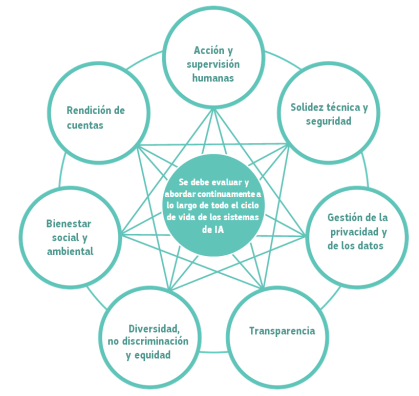 Acción y
supervisión
humanas
Solidez técnica y
seguridad
Gestión de la
privacidad y
de los datos
Transparencia
Diversidad,
no discriminación
y equidad
Bienestar
social y
ambiental
Rendición de
cuentas
Se debe evaluar y
abordar continuamente a
lo largo de todo el ciclo
de vida de los sistemas
de IA